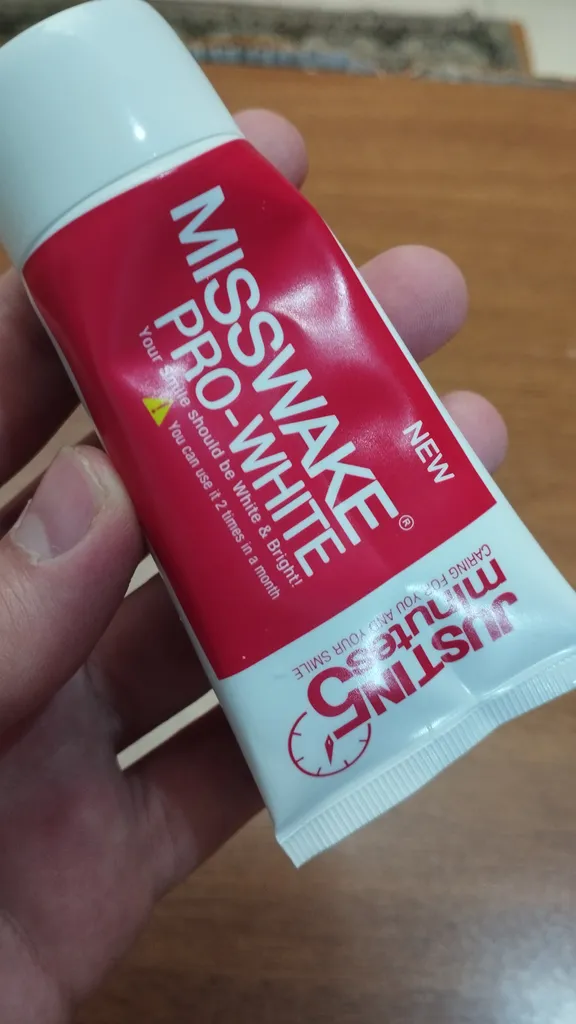 MISSWAKE®
PRO-WHITE
Your Smile should be White & Bright!
You can use it 2 times in a month
NEW
JUST IN 5
minutes
CARING FOR YOU AND YOUR SMILE